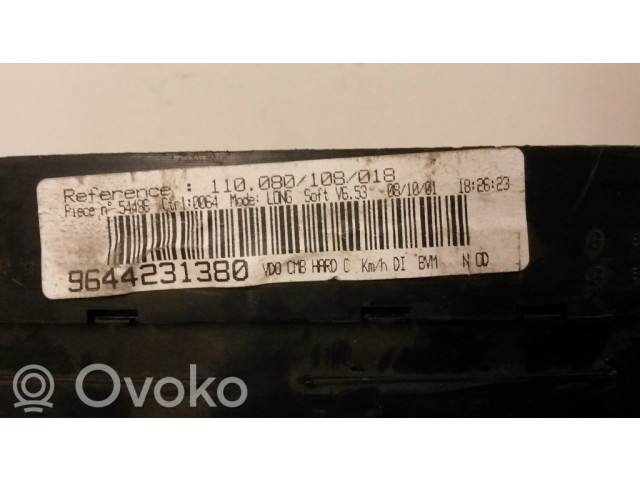 Reference : 110.080/108/018
Piece n° 54496 Ctrl:0064 Mode: LONG Soft V6.53 08/10/01 18:26:23
9644231380 VDO CMB HARD C Km/h DI BVM N OD
Ovoko